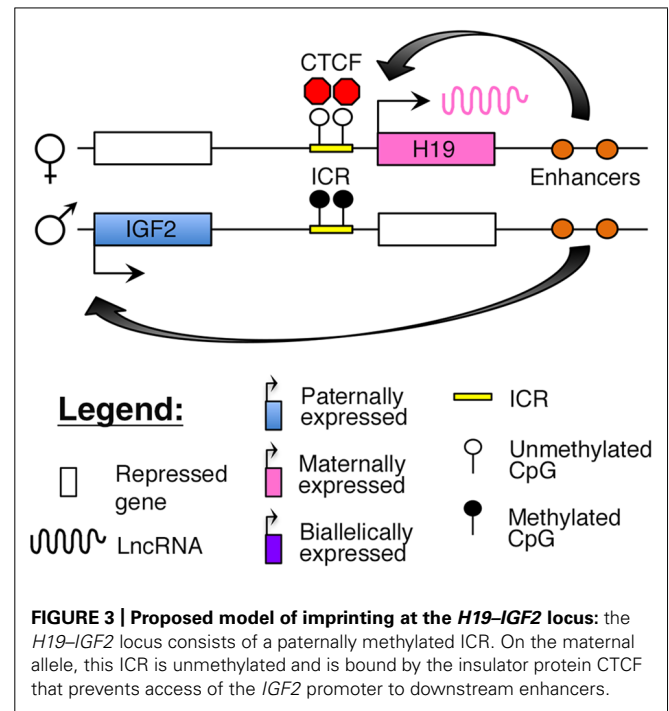 CTCF
H19
ICR
Enhancers
♀
♂
IGF2
Legend:
Repressed
gene
LncRNA
Paternally
expressed
Maternally
expressed
Biallelically
expressed
ICR
Unmethylated
CpG
Methylated
CpG
FIGURE 3 | Proposed model of imprinting at the H19–IGF2 locus: the
H19–IGF2 locus consists of a paternally methylated ICR. On the maternal
allele, this ICR is unmethylated and is bound by the insulator protein CTCF
that prevents access of the IGF2 promoter to downstream enhancers.